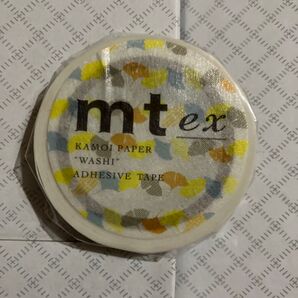 mt ex
KAMOI PAPER
"WASHI"
ADHESIVE TAPE